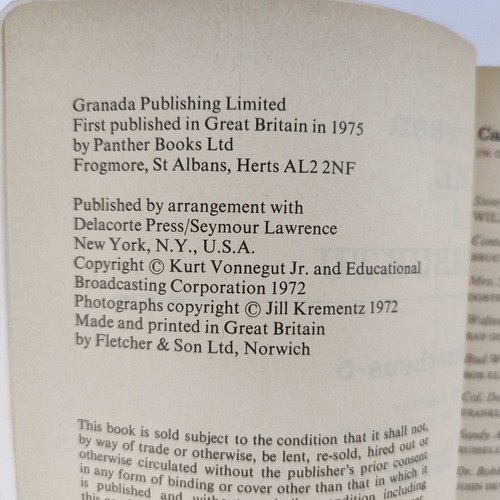 Granada Publishing Limited
First published in Great Britain in 1975
by Panther Books Ltd
Frogmore, St Albans, Herts AL2 2NF
Published by arrangement with
Delacorte Press/Seymour Lawrence
New York, N.Y., U.S.A.
Copyright © Kurt Vonnegut Jr. and Educational
Broadcasting Corporation 1972
Photographs copyright © Jill Krementz 1972
Made and printed in Great Britain
by Fletcher & Son Ltd, Norwich
This book is sold subject to the condition that it shall not,
by way of trade or otherwise, be lent, re-sold, hired out or
otherwise circulated without the publisher's prior consent
in any form of binding or cover other than that in which it
is published and without a similar condition including